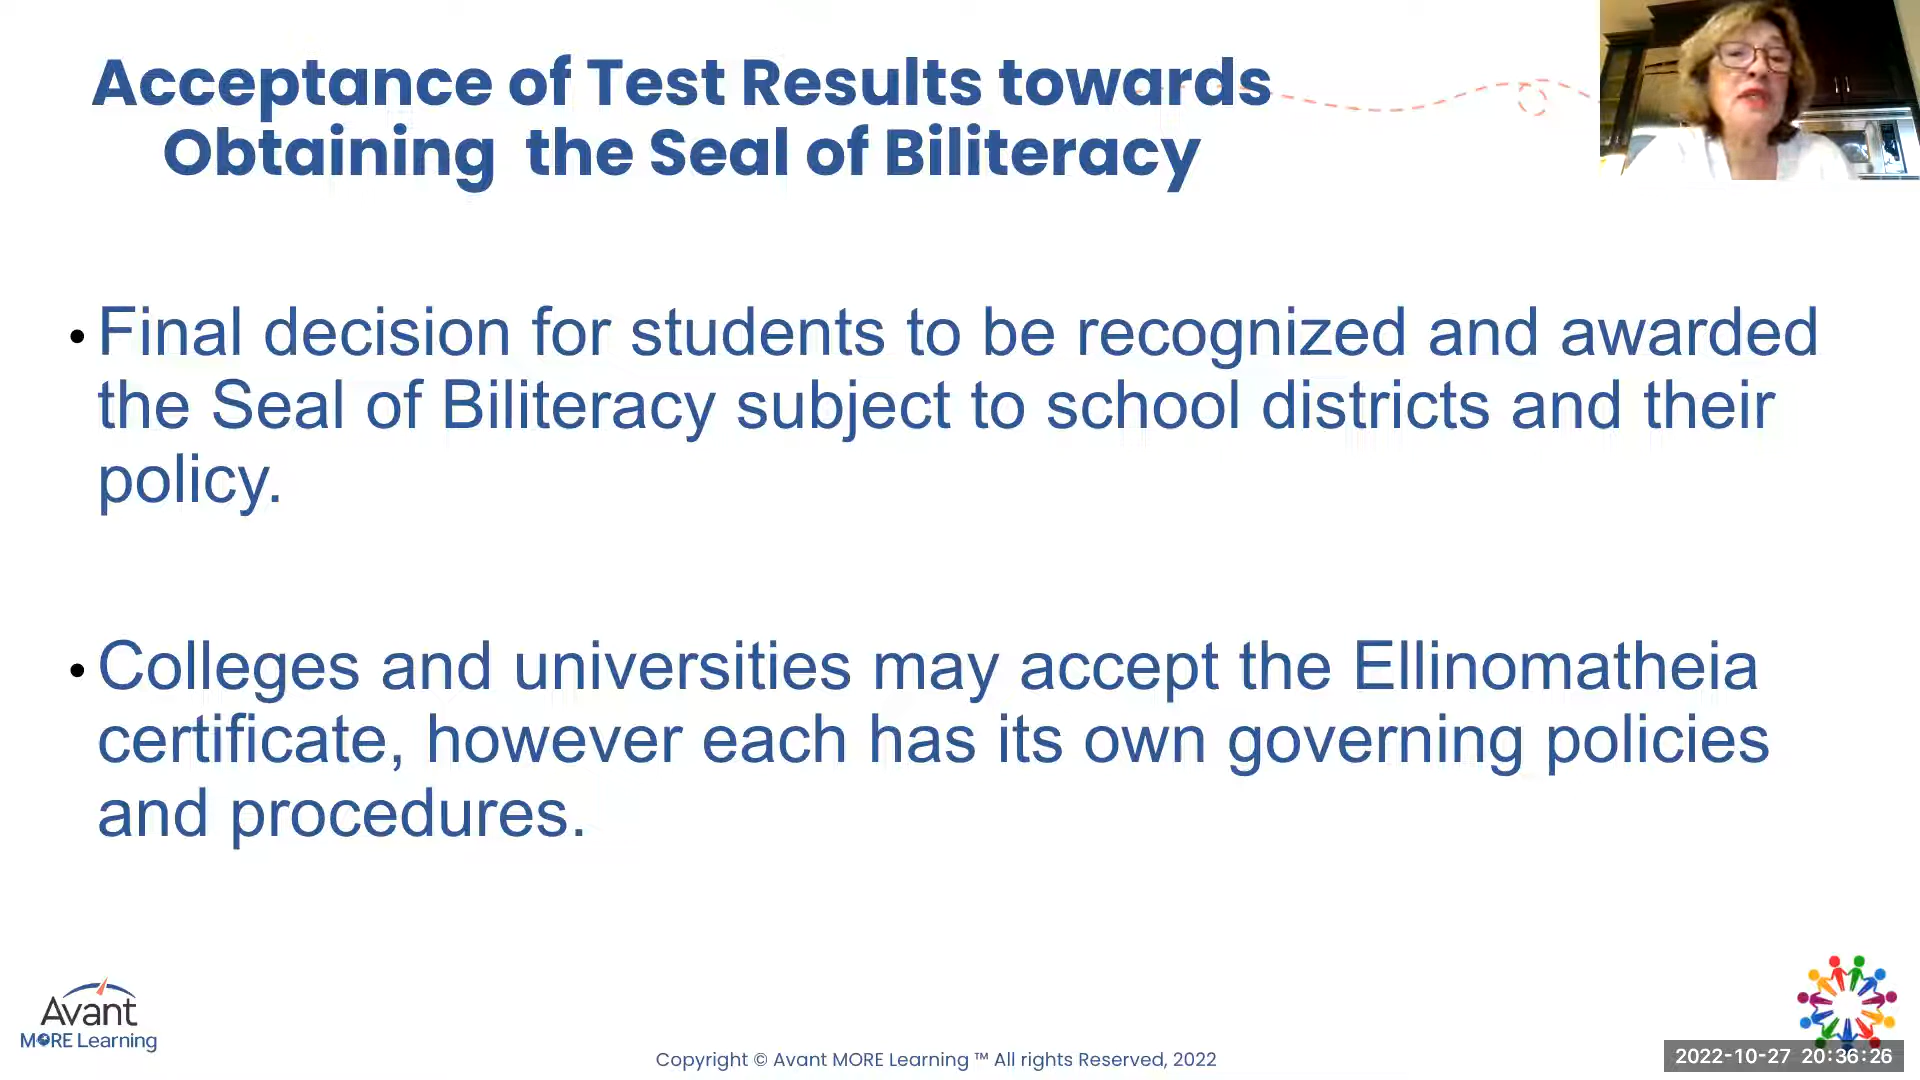 Acceptance of Test Results towards
Obtaining the Seal of Biliteracy
• Final decision for students to be recognized and awarded
the Seal of Biliteracy subject to school districts and their
policy.
• Colleges and universities may accept the Ellinomatheia
certificate, however each has its own governing policies
and procedures.
Avant
MORE Learning
Copyright © Avant MORE Learning ™ All rights Reserved, 2022
2022-10-27 20:36:26